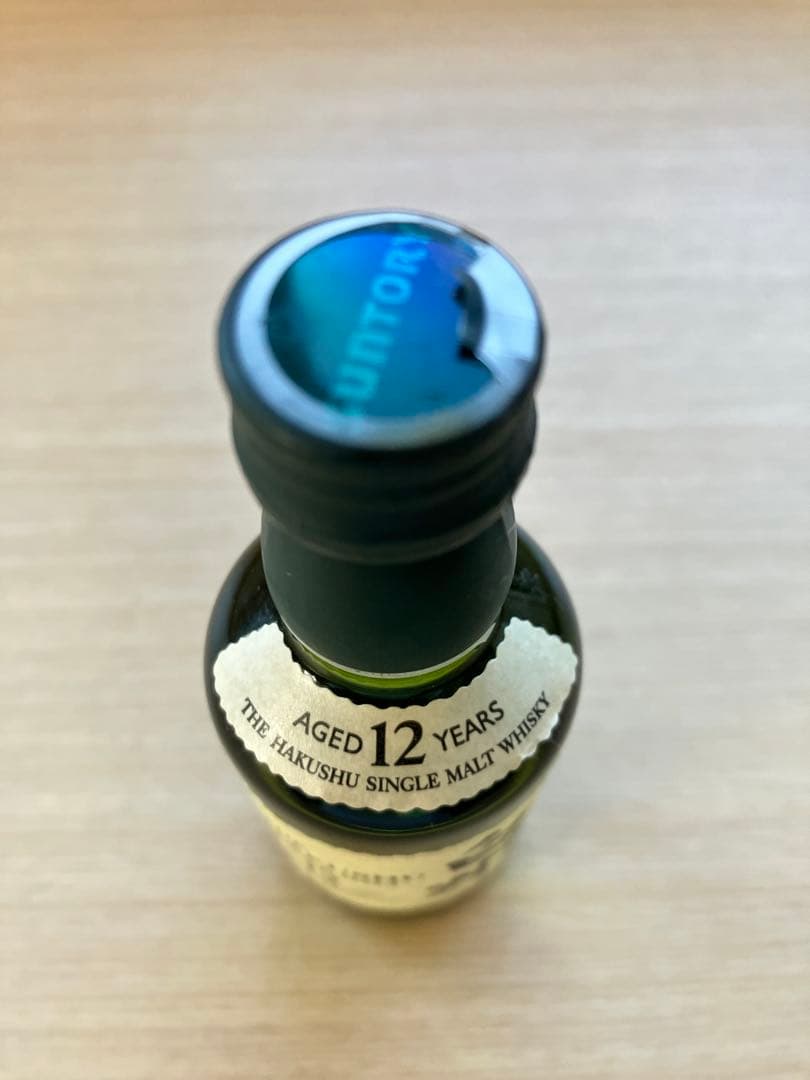 SUNTORY
AGED 12 YEARS
THE HAKUSHU SINGLE MALT WHISKY